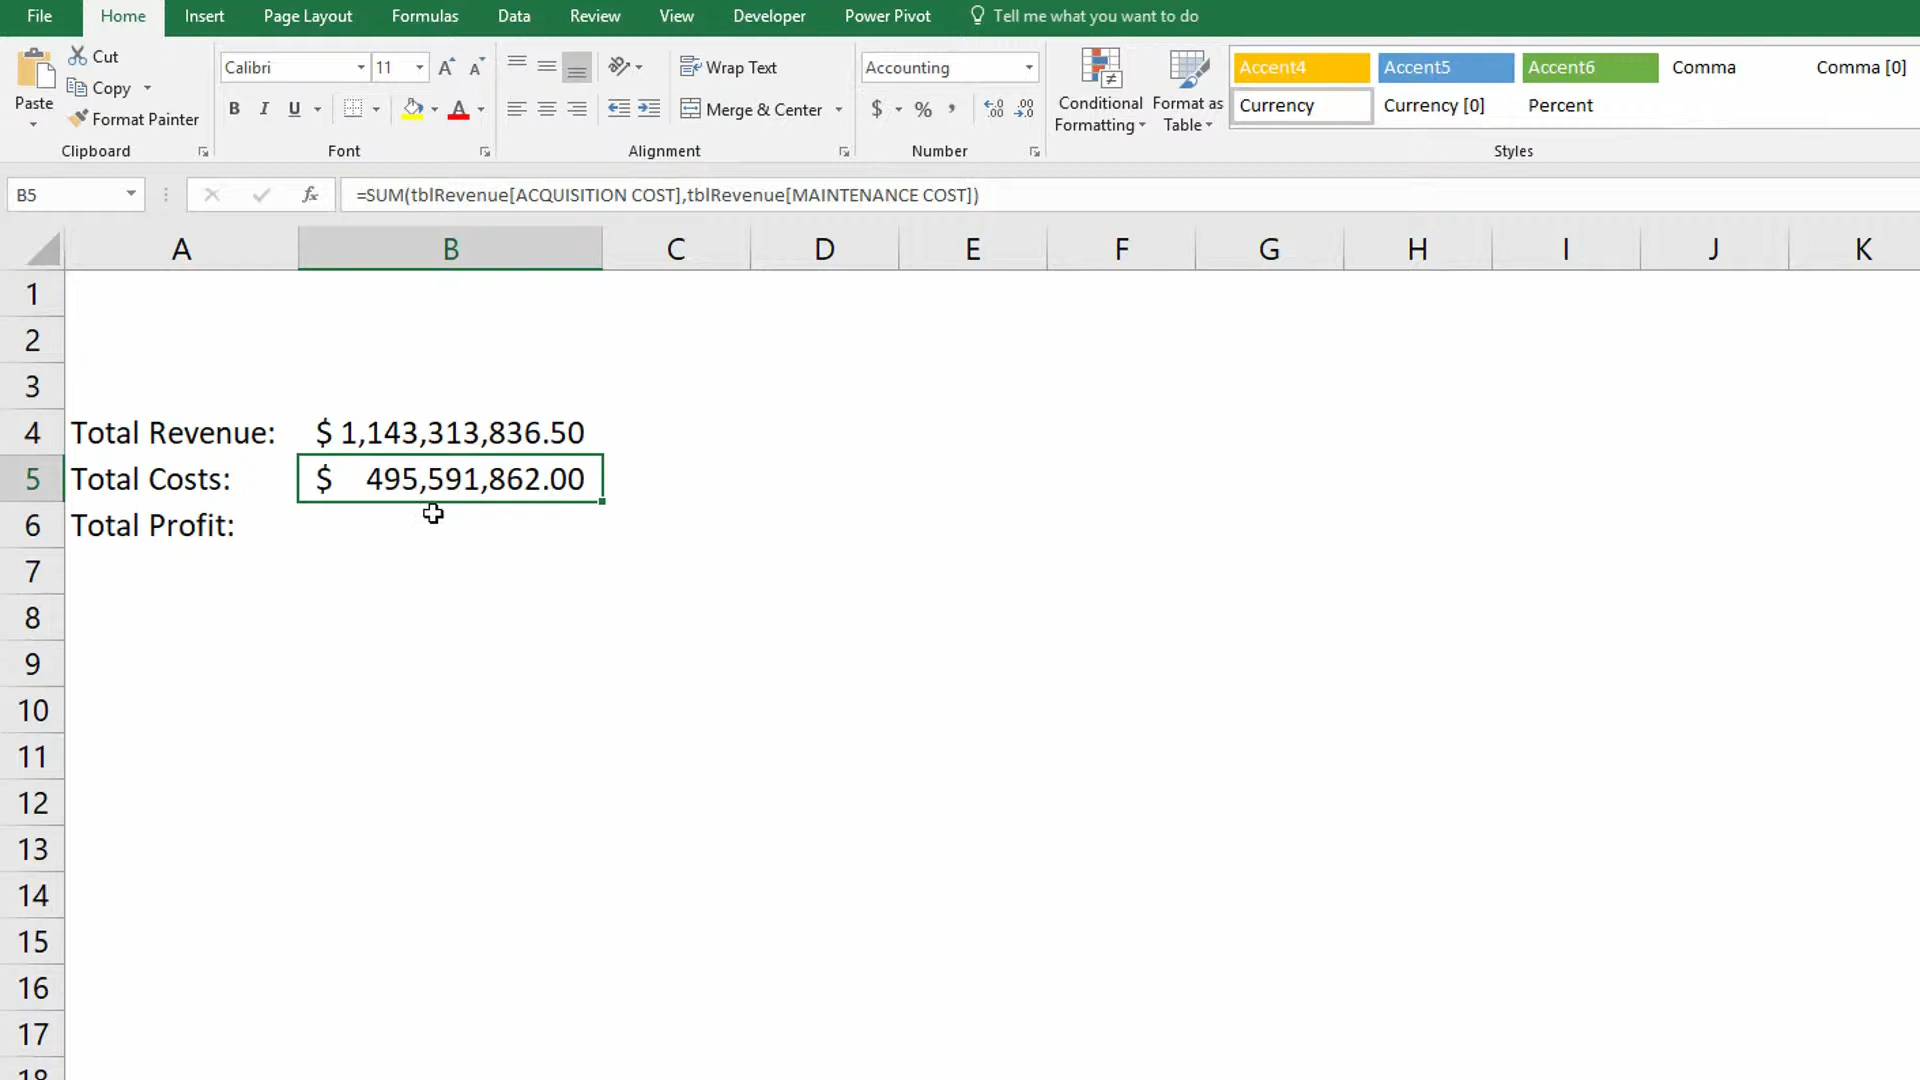 File Home Insert Page Layout Formulas Data Review View Developer Power Pivot Tell me what you want to do
Cut Calibri 11 A A Wrap Text Accounting Accent4 Accent5 Accent6 Comma Comma [0]
Copy
Paste B I U A Merge & Center $ % , .00 .0 Conditional Formatting Format as Table Currency Currency [0] Percent
Format Painter
Clipboard Font Alignment Number Styles
B5 fx =SUM(tblRevenue[ACQUISITION COST],tblRevenue[MAINTENANCE COST])
A B C D E F G H I J K
1
2
3
4 Total Revenue: $ 1,143,313,836.50
5 Total Costs: $ 495,591,862.00
6 Total Profit:
7
8
9
10
11
12
13
14
15
16
17
18